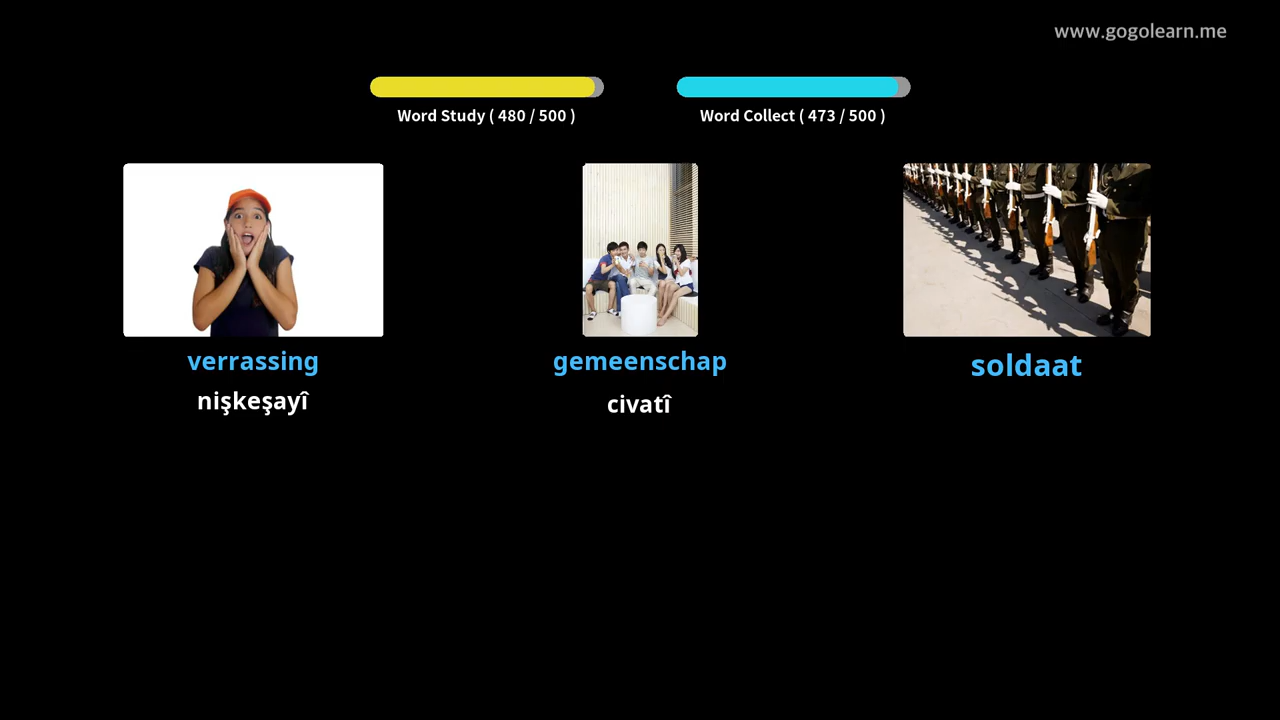 www.gogolearn.me
Word Study ( 480 / 500 )
Word Collect ( 473 / 500 )
verrassing
nişkeşayî
gemeenschap
civatî
soldaat